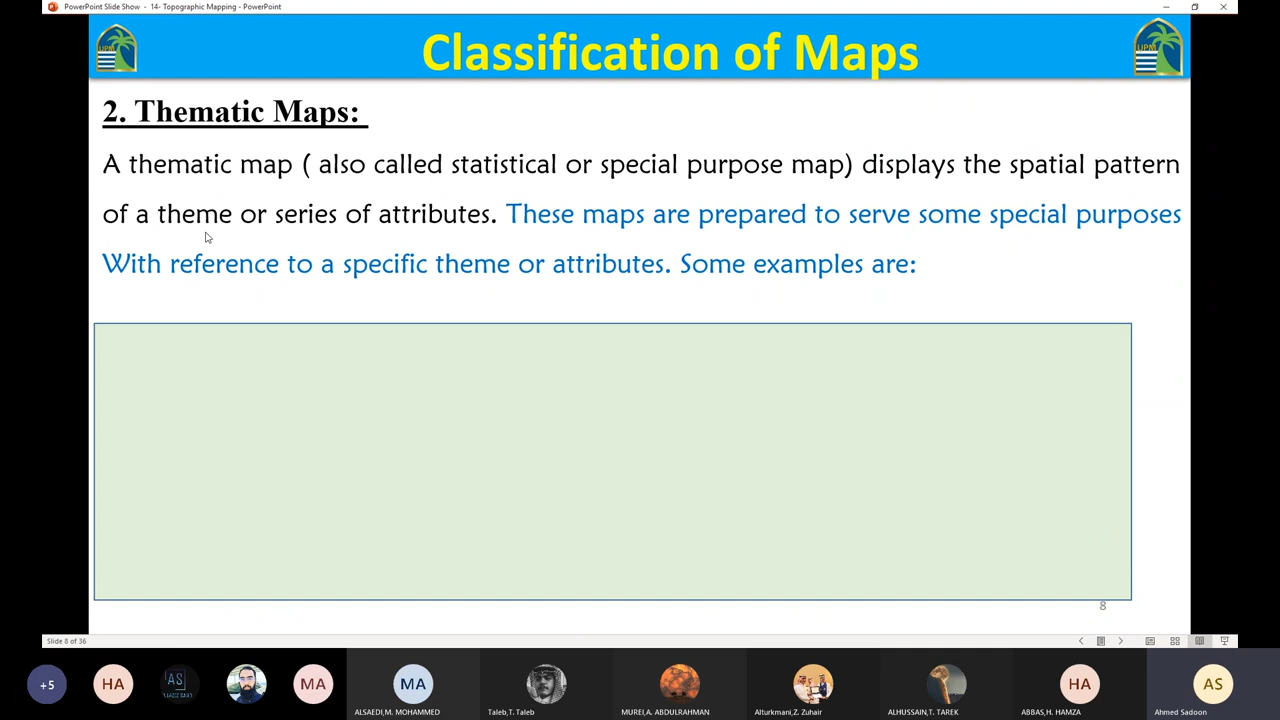 PowerPoint Slide Show - 14- Topographic Mapping - PowerPoint
UPM
Classification of Maps
UPM
2. Thematic Maps:
A thematic map ( also called statistical or special purpose map) displays the spatial pattern
of a theme or series of attributes. These maps are prepared to serve some special purposes
With reference to a specific theme or attributes. Some examples are:
8
Slide 8 of 36
+5
HA
AS
MA
MA
HA
AS
ALSAEDI,M. MOHAMMED
Taleb,T. Taleb
MUREI,A. ABDULRAHMAN
Alturkmani,Z. Zuhair
ALHUSSAIN,T. TAREK
ABBAS,H. HAMZA
Ahmed Sadoon